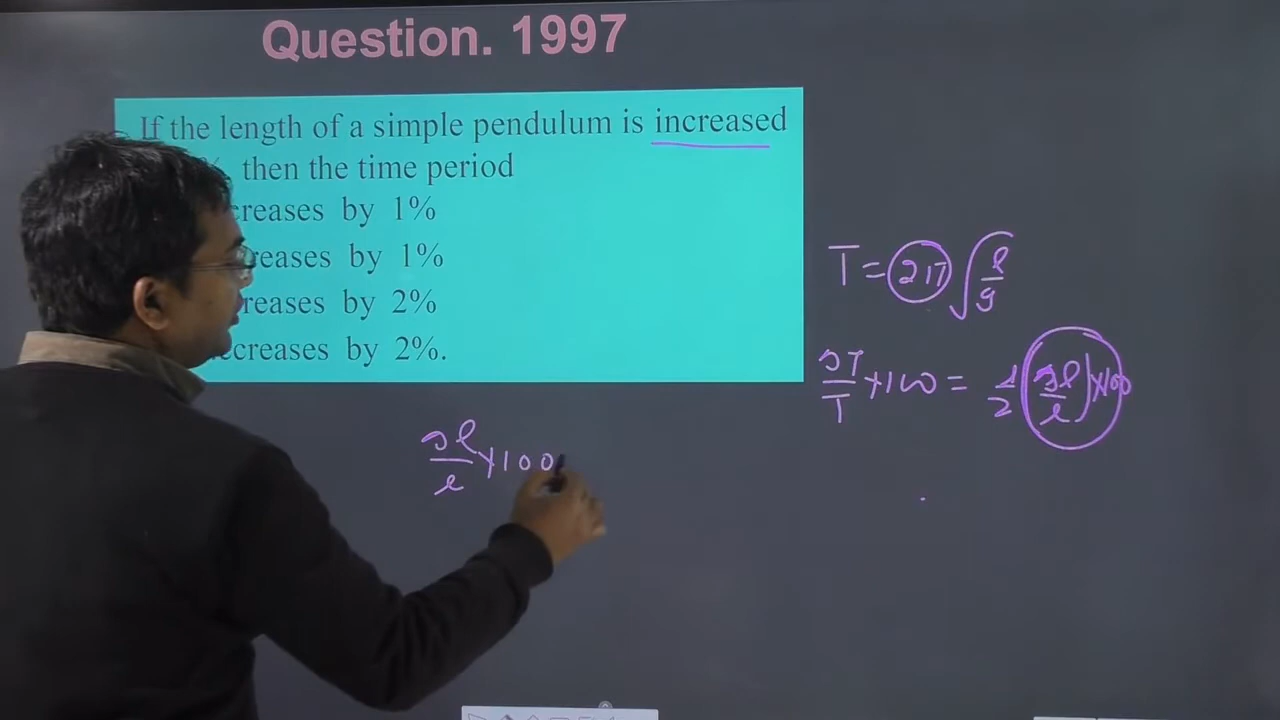 Question. 1997
If the length of a simple pendulum is increased
% then the time period
creases by 1%
reases by 1%
reases by 2%
ecreases by 2%.
T = 2π √ l/g
ΔT/T × 100 = 1/2 (Δl/l) × 100
Δl/l × 100